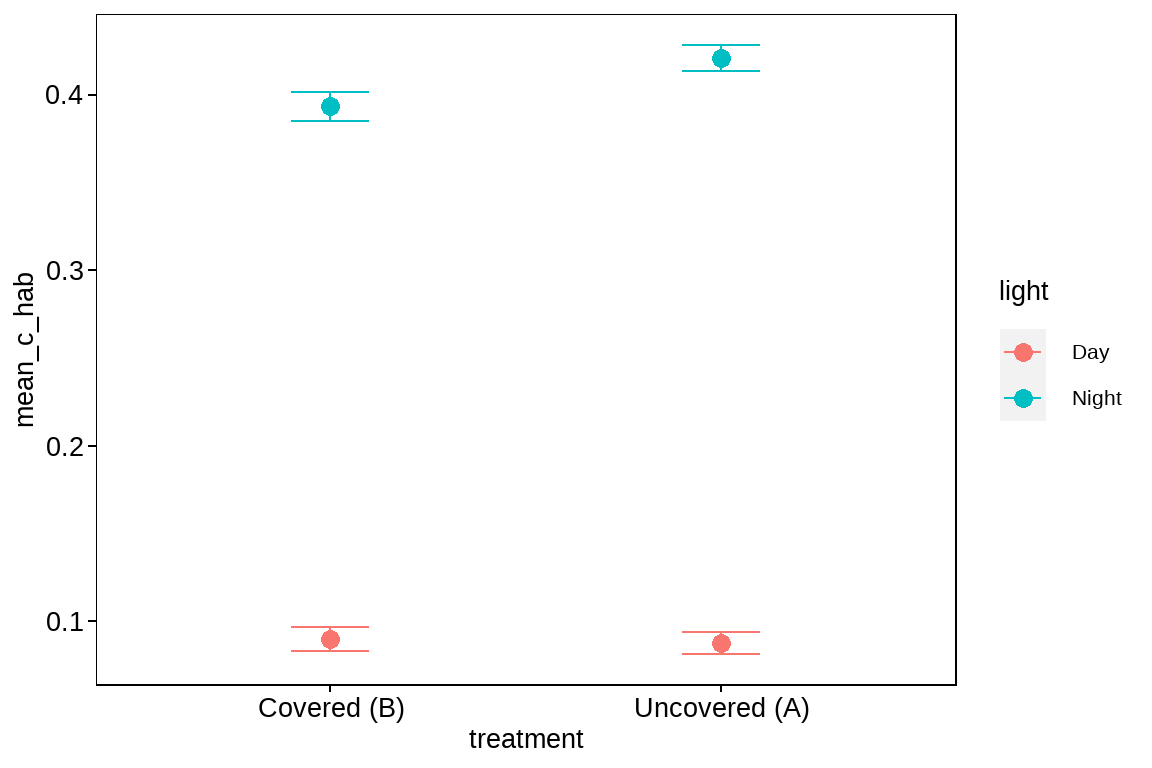 mean_c_hab
0.4
0.3
0.2
0.1
Covered (B)
Uncovered (A)
treatment
light
Day
Night